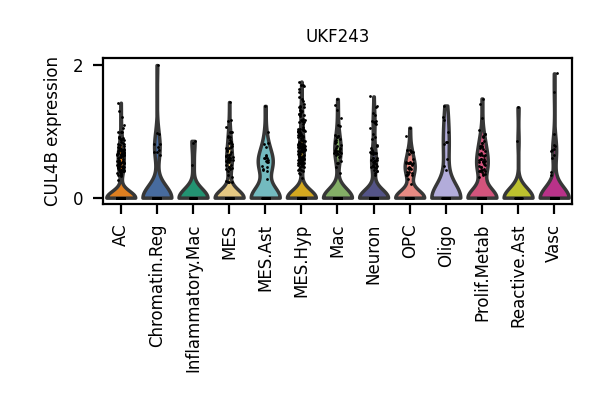 UKF243
CUL4B expression
2
0
AC
Chromatin.Reg
Inflammatory.Mac
MES
MES.Ast
MES.Hyp
Mac
Neuron
OPC
Oligo
Prolif.Metab
Reactive.Ast
Vasc